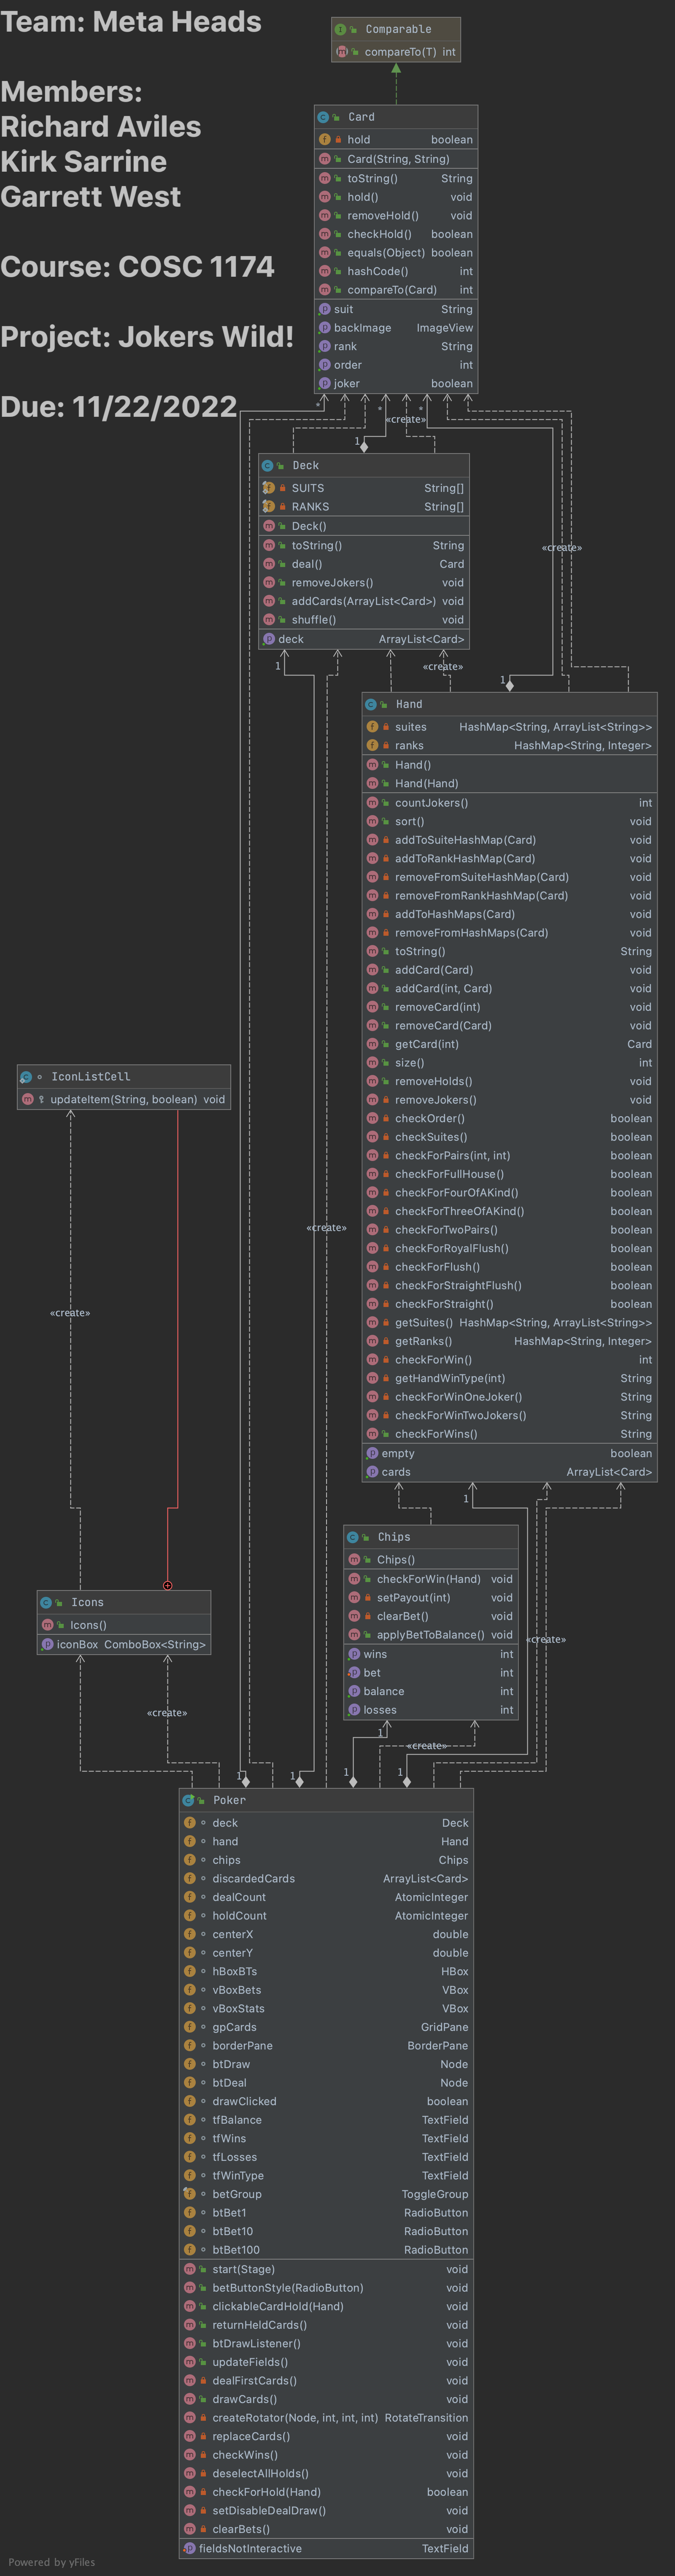 Team: Meta Heads
Members:
Richard Aviles
Kirk Sarrine
Garrett West
Course: COSC 1174
Project: Jokers Wild!
Due: 11/22/2022
I Comparable
m compareTo(T) int
C Card
f hold boolean
m Card(String, String)
m toString() String
m hold() void
m removeHold() void
m checkHold() boolean
m equals(Object) boolean
m hashCode() int
m compareTo(Card) int
p suit String
p backImage ImageView
p rank String
p order int
p joker boolean
* * «create» *
1
C Deck
f SUITS String[]
f RANKS String[]
m Deck()
m toString() String
m deal() Card
m removeJokers() void
m addCards(ArrayList<Card>) void
m shuffle() void
p deck ArrayList<Card>
«create»
1 «create»
1
C Hand
f suites HashMap<String, ArrayList<String>>
f ranks HashMap<String, Integer>
m Hand()
m Hand(Hand)
m countJokers() int
m sort() void
m addToSuiteHashMap(Card) void
m addToRankHashMap(Card) void
m removeFromSuiteHashMap(Card) void
m removeFromRankHashMap(Card) void
m addToHashMaps(Card) void
m removeFromHashMaps(Card) void
m toString() String
m addCard(Card) void
m addCard(int, Card) void
m removeCard(int) void
m removeCard(Card) void
m getCard(int) Card
m size() int
m removeHolds() void
m removeJokers() void
m checkOrder() boolean
m checkSuites() boolean
m checkForPairs(int, int) boolean
m checkForFullHouse() boolean
m checkForFourOfAKind() boolean
m checkForThreeOfAKind() boolean
m checkForTwoPairs() boolean
m checkForRoyalFlush() boolean
m checkForFlush() boolean
m checkForStraightFlush() boolean
m checkForStraight() boolean
m getSuites() HashMap<String, ArrayList<String>>
m getRanks() HashMap<String, Integer>
m checkForWin() int
m getHandWinType(int) String
m checkForWinOneJoker() String
m checkForWinTwoJokers() String
m checkForWins() String
p empty boolean
p cards ArrayList<Card>
C IconListCell
m updateItem(String, boolean) void
«create»
«create»
1
C Chips
m Chips()
m checkForWin(Hand) void
m setPayout(int) void
m clearBet() void
m applyBetToBalance() void
p wins int
p bet int
p balance int
p losses int
C Icons
m Icons()
p iconBox ComboBox<String>
«create»
«create»
1 «create»
1 1 1 1
C Poker
f deck Deck
f hand Hand
f chips Chips
f discardedCards ArrayList<Card>
f dealCount AtomicInteger
f holdCount AtomicInteger
f centerX double
f centerY double
f hBoxBTs HBox
f vBoxBets VBox
f vBoxStats VBox
f gpCards GridPane
f borderPane BorderPane
f btDraw Node
f btDeal Node
f drawClicked boolean
f tfBalance TextField
f tfWins TextField
f tfLosses TextField
f tfWinType TextField
f betGroup ToggleGroup
f btBet1 RadioButton
f btBet10 RadioButton
f btBet100 RadioButton
m start(Stage) void
m betButtonStyle(RadioButton) void
m clickableCardHold(Hand) void
m returnHeldCards() void
m btDrawListener() void
m updateFields() void
m dealFirstCards() void
m drawCards() void
m createRotator(Node, int, int, int) RotateTransition
m replaceCards() void
m checkWins() void
m deselectAllHolds() void
m checkForHold(Hand) boolean
m setDisableDealDraw() void
m clearBets() void
p fieldsNotInteractive TextField
Powered by yFiles